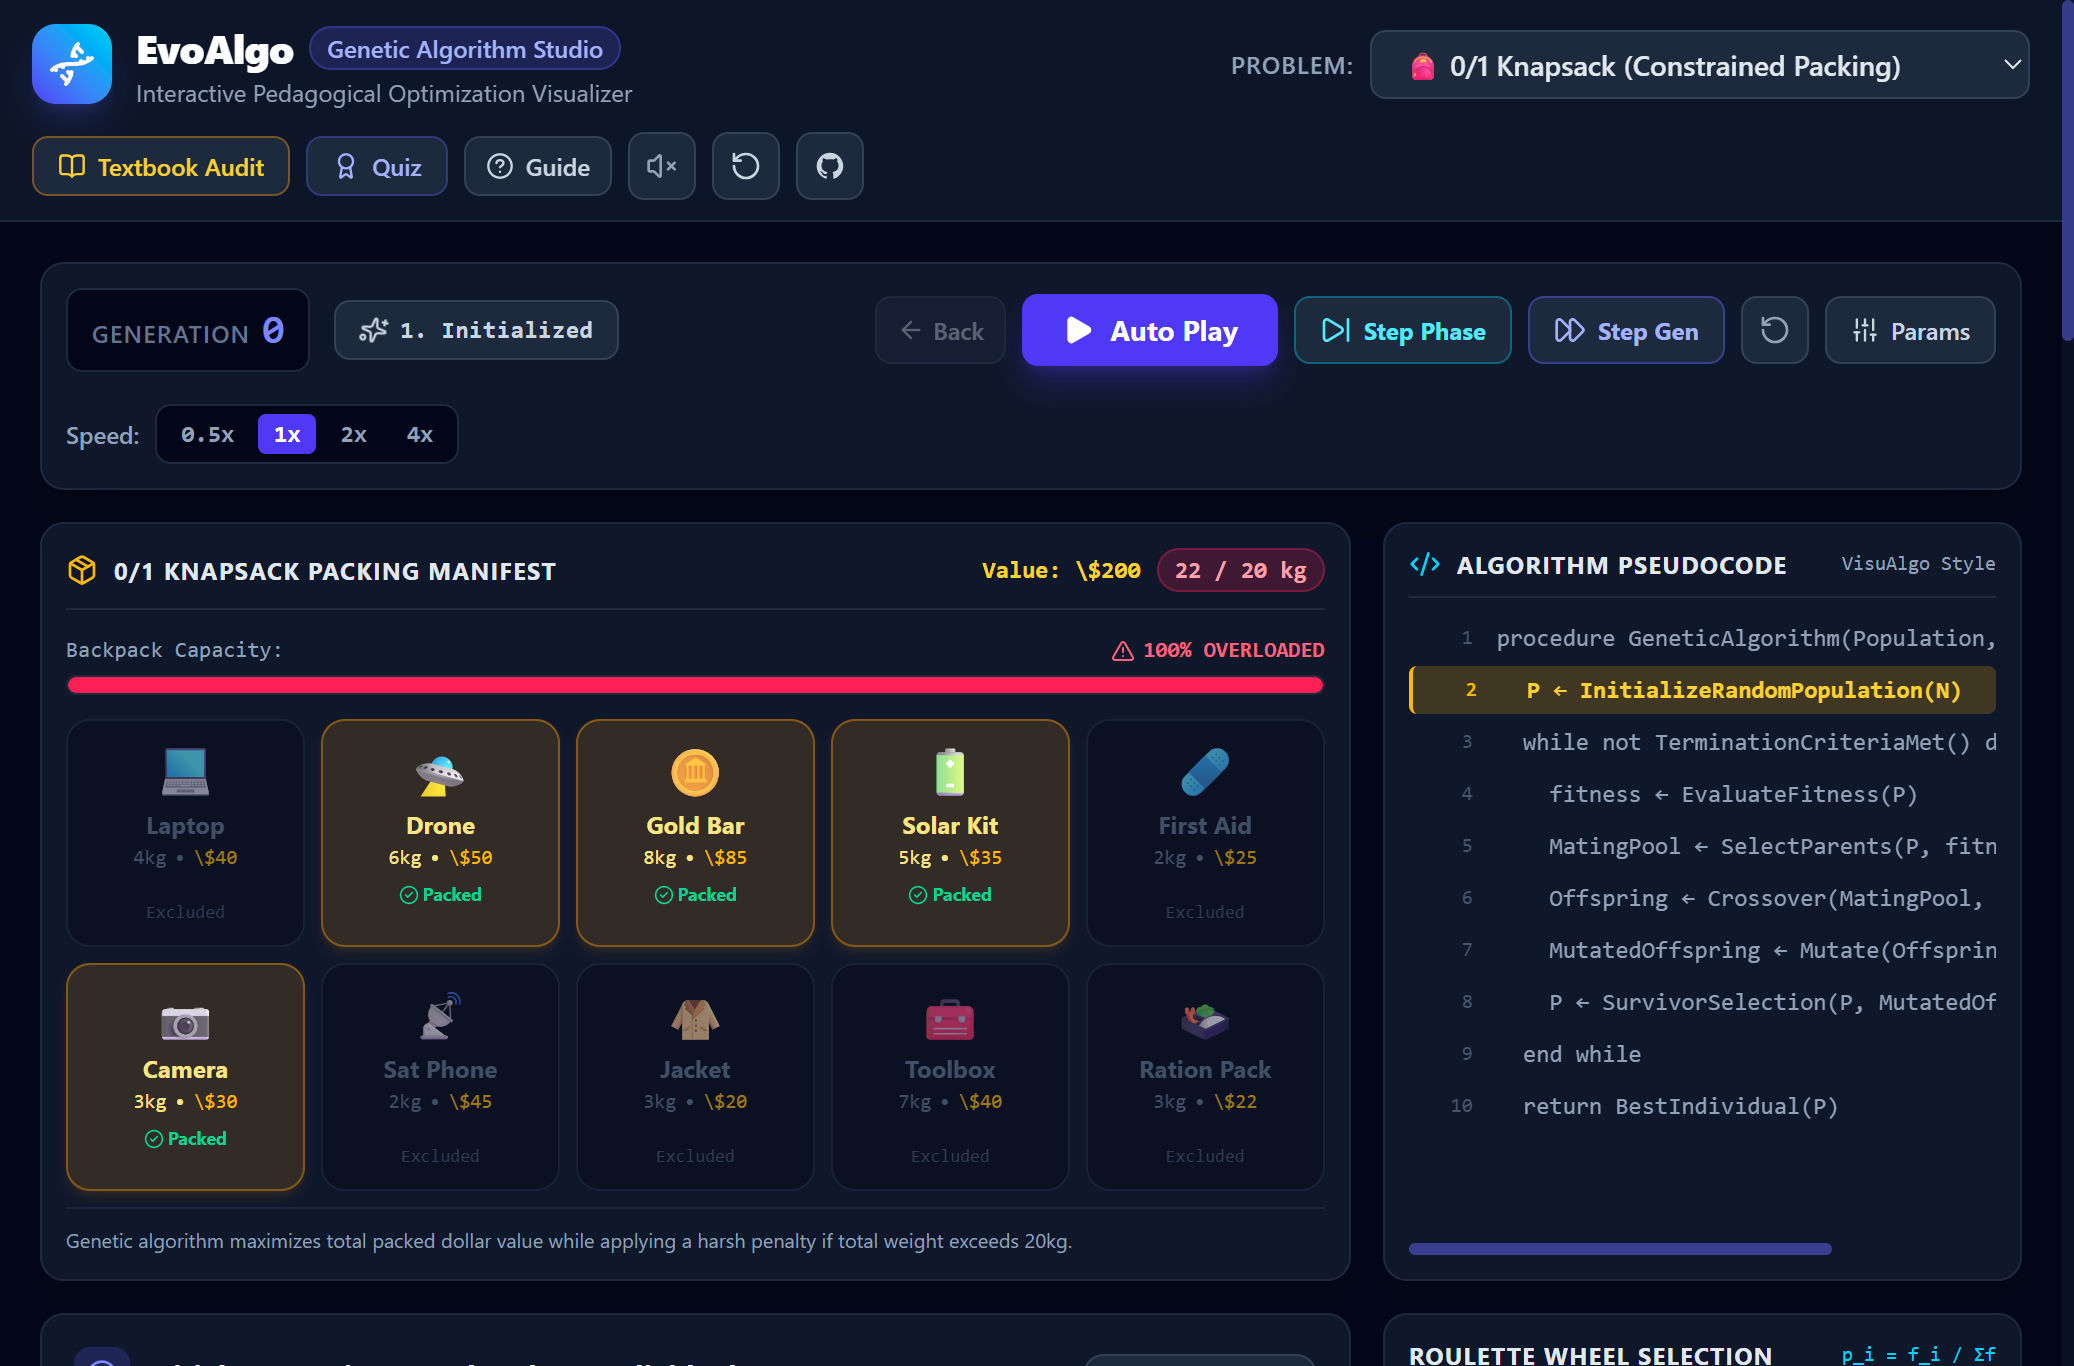 EvoAlgo
Genetic Algorithm Studio
Interactive Pedagogical Optimization Visualizer
PROBLEM:
0/1 Knapsack (Constrained Packing)
Textbook Audit
Quiz
Guide
GENERATION 0
1. Initialized
Back
Auto Play
Step Phase
Step Gen
Params
Speed:
0.5x
1x
2x
4x
0/1 KNAPSACK PACKING MANIFEST
Value: \$200
22 / 20 kg
Backpack Capacity:
100% OVERLOADED
Laptop
4kg • \$40
Excluded
Drone
6kg • \$50
Packed
Gold Bar
8kg • \$85
Packed
Solar Kit
5kg • \$35
Packed
First Aid
2kg • \$25
Excluded
Camera
3kg • \$30
Packed
Sat Phone
2kg • \$45
Excluded
Jacket
3kg • \$20
Excluded
Toolbox
7kg • \$40
Excluded
Ration Pack
3kg • \$22
Excluded
Genetic algorithm maximizes total packed dollar value while applying a harsh penalty if total weight exceeds 20kg.
ALGORITHM PSEUDOCODE
VisuAlgo Style
1 procedure GeneticAlgorithm(Population,
2 P ← InitializeRandomPopulation(N)
3 while not TerminationCriteriaMet() d
4 fitness ← EvaluateFitness(P)
5 MatingPool ← SelectParents(P, fitn
6 Offspring ← Crossover(MatingPool,
7 MutatedOffspring ← Mutate(Offsprin
8 P ← SurvivorSelection(P, MutatedOf
9 end while
10 return BestIndividual(P)
ROULETTE WHEEL SELECTION
p_i = f_i / Σf